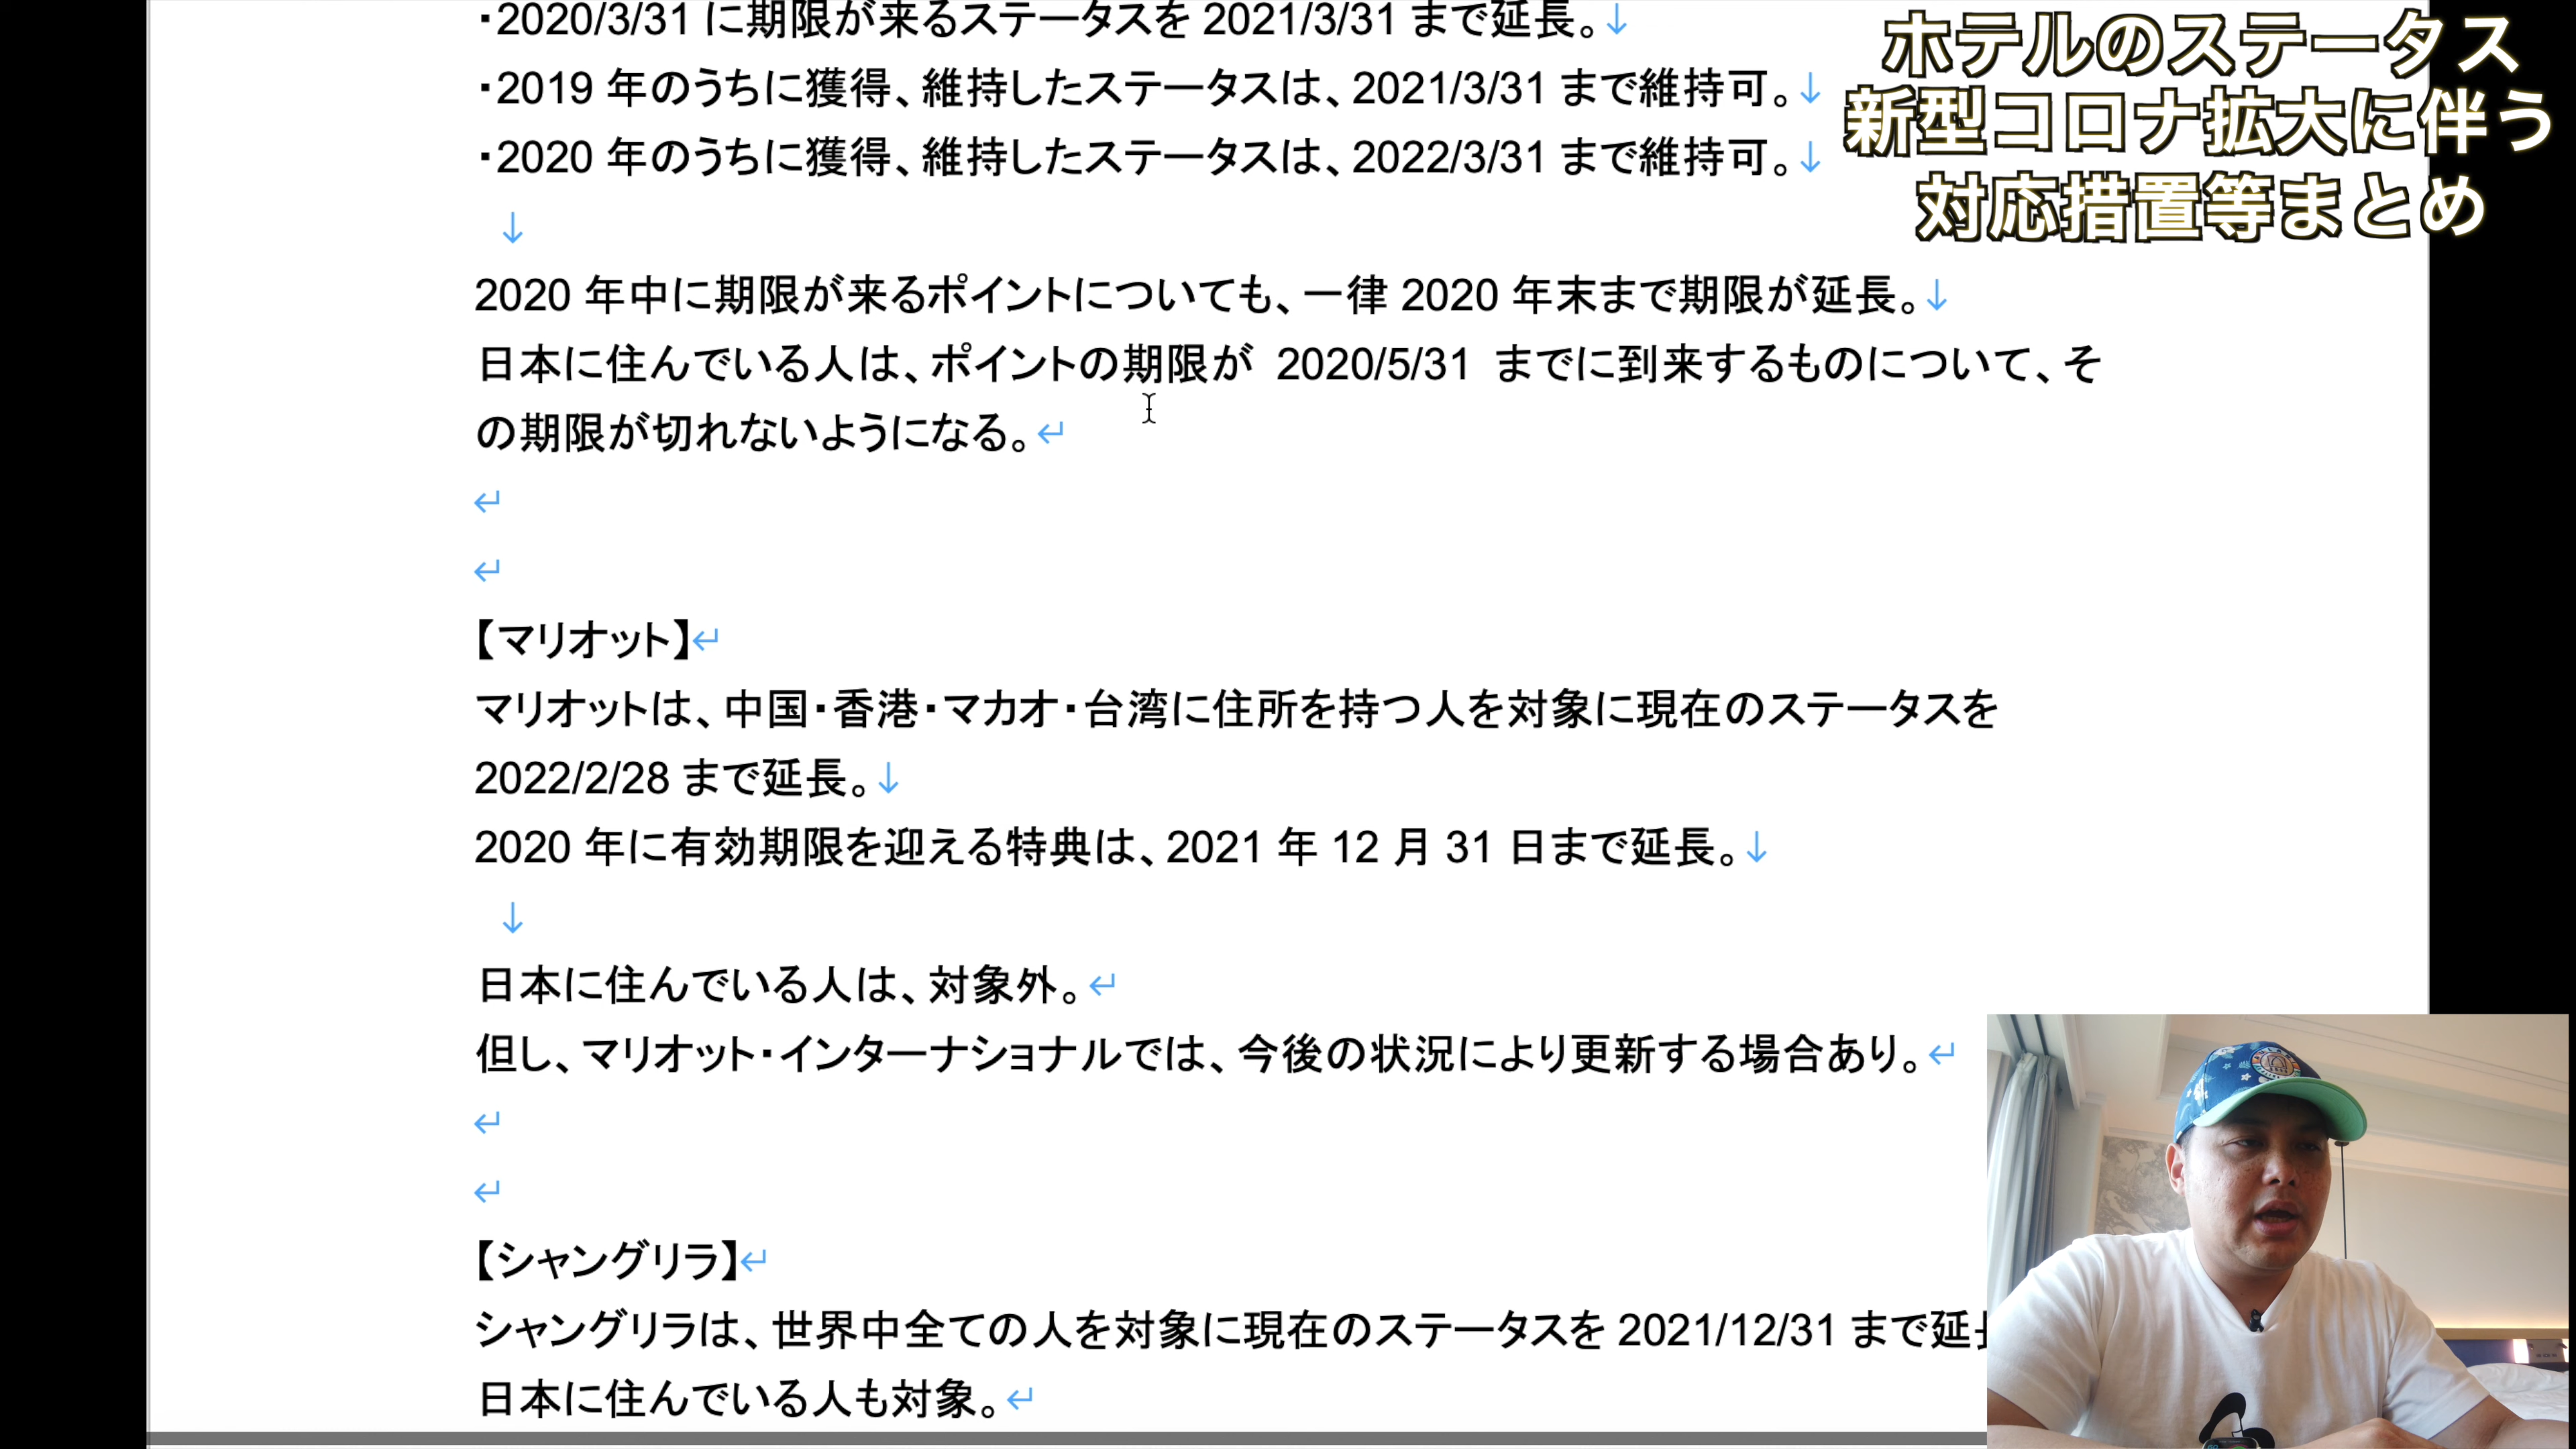 ・2020/3/31 に期限が来るステータスを 2021/3/31 まで延長。↓
・2019 年のうちに獲得、維持したステータスは、2021/3/31 まで維持可。↓
・2020 年のうちに獲得、維持したステータスは、2022/3/31 まで維持可。↓
↓
2020 年中に期限が来るポイントについても、一律 2020 年末まで期限が延長。↓
日本に住んでいる人は、ポイントの期限が 2020/5/31 までに到来するものについて、そ
の期限が切れないようになる。↵
↵
↵
【マリオット】↵
マリオットは、中国・香港・マカオ・台湾に住所を持つ人を対象に現在のステータスを
2022/2/28 まで延長。↓
2020 年に有効期限を迎える特典は、2021 年 12 月 31 日まで延長。↓
↓
日本に住んでいる人は、対象外。↵
但し、マリオット・インターナショナルでは、今後の状況により更新する場合あり。↵
↵
↵
【シャングリラ】↵
シャングリラは、世界中全ての人を対象に現在のステータスを 2021/12/31 まで延
日本に住んでいる人も対象。↵
ホテルのステータス
新型コロナ拡大に伴う
対応措置等まとめ